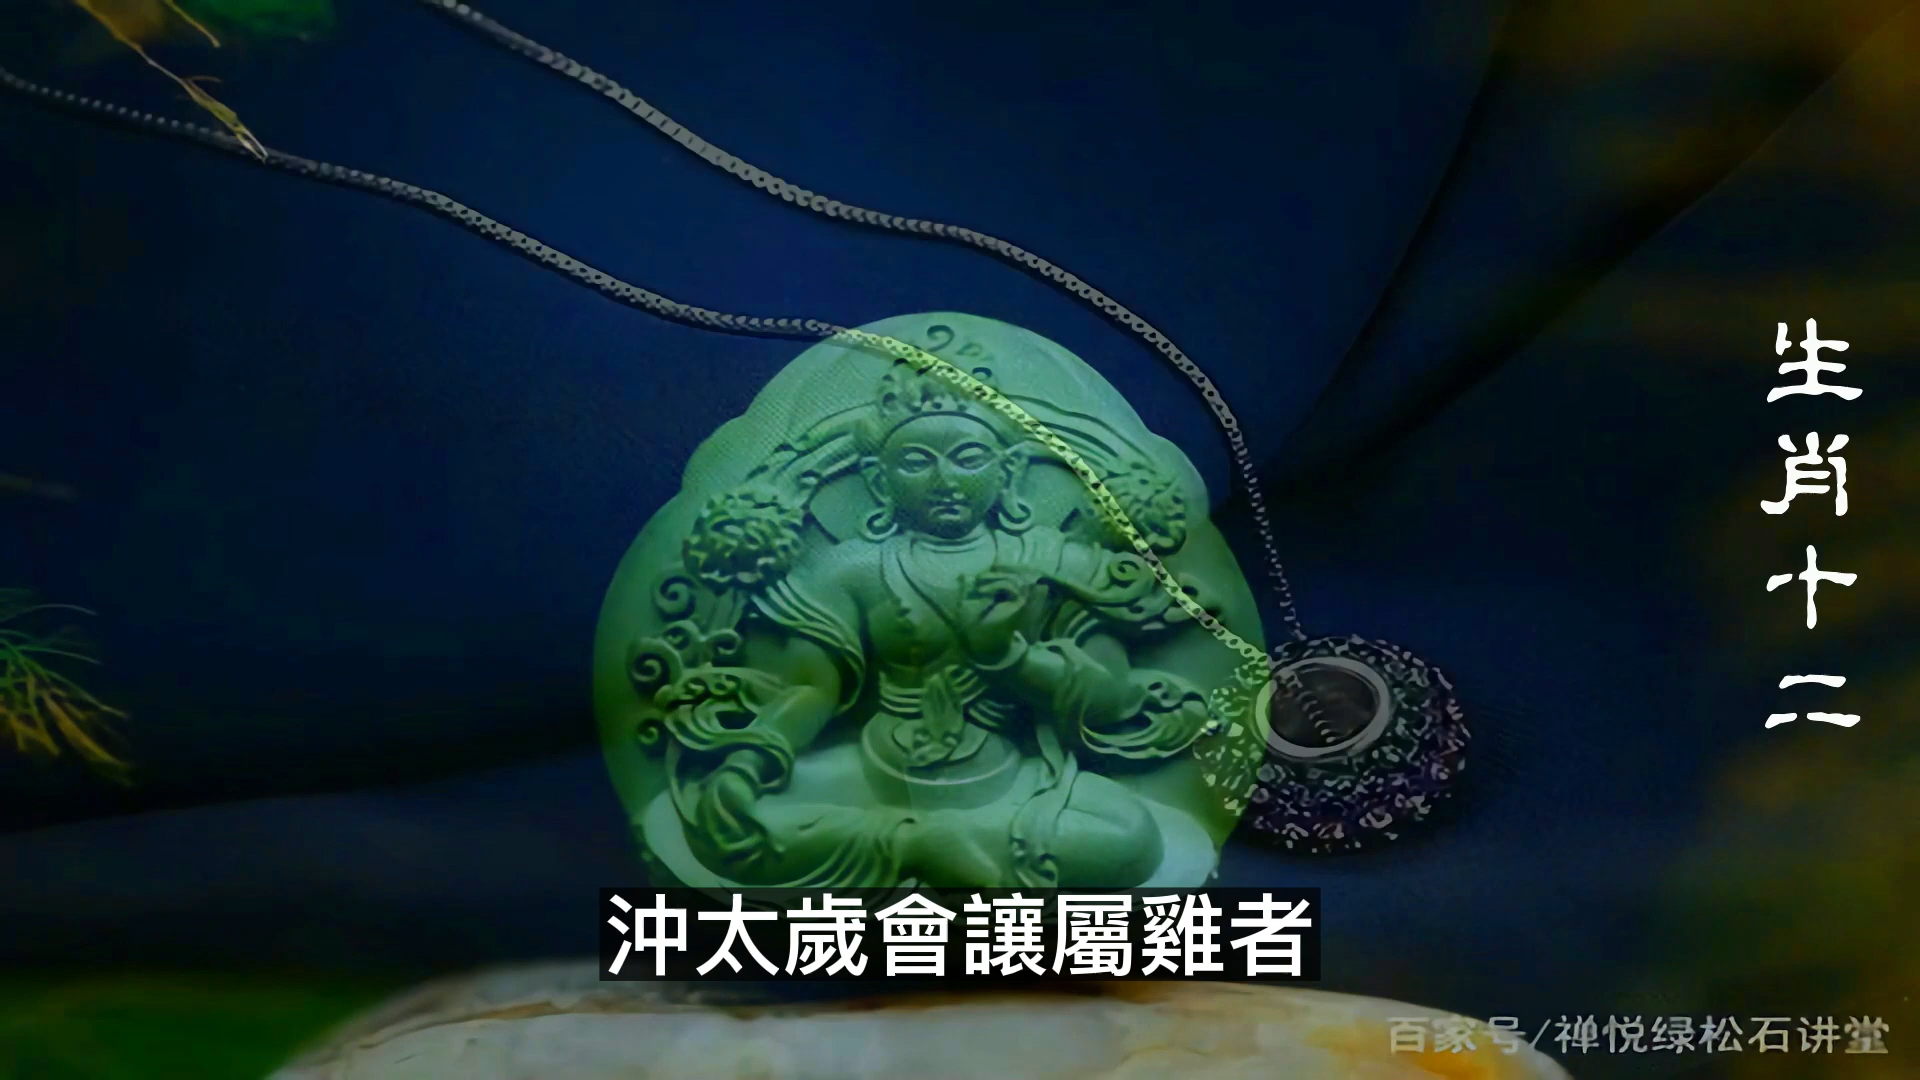 生肖十二
沖太歲會讓屬雞者
百家号/禅悦绿松石讲堂